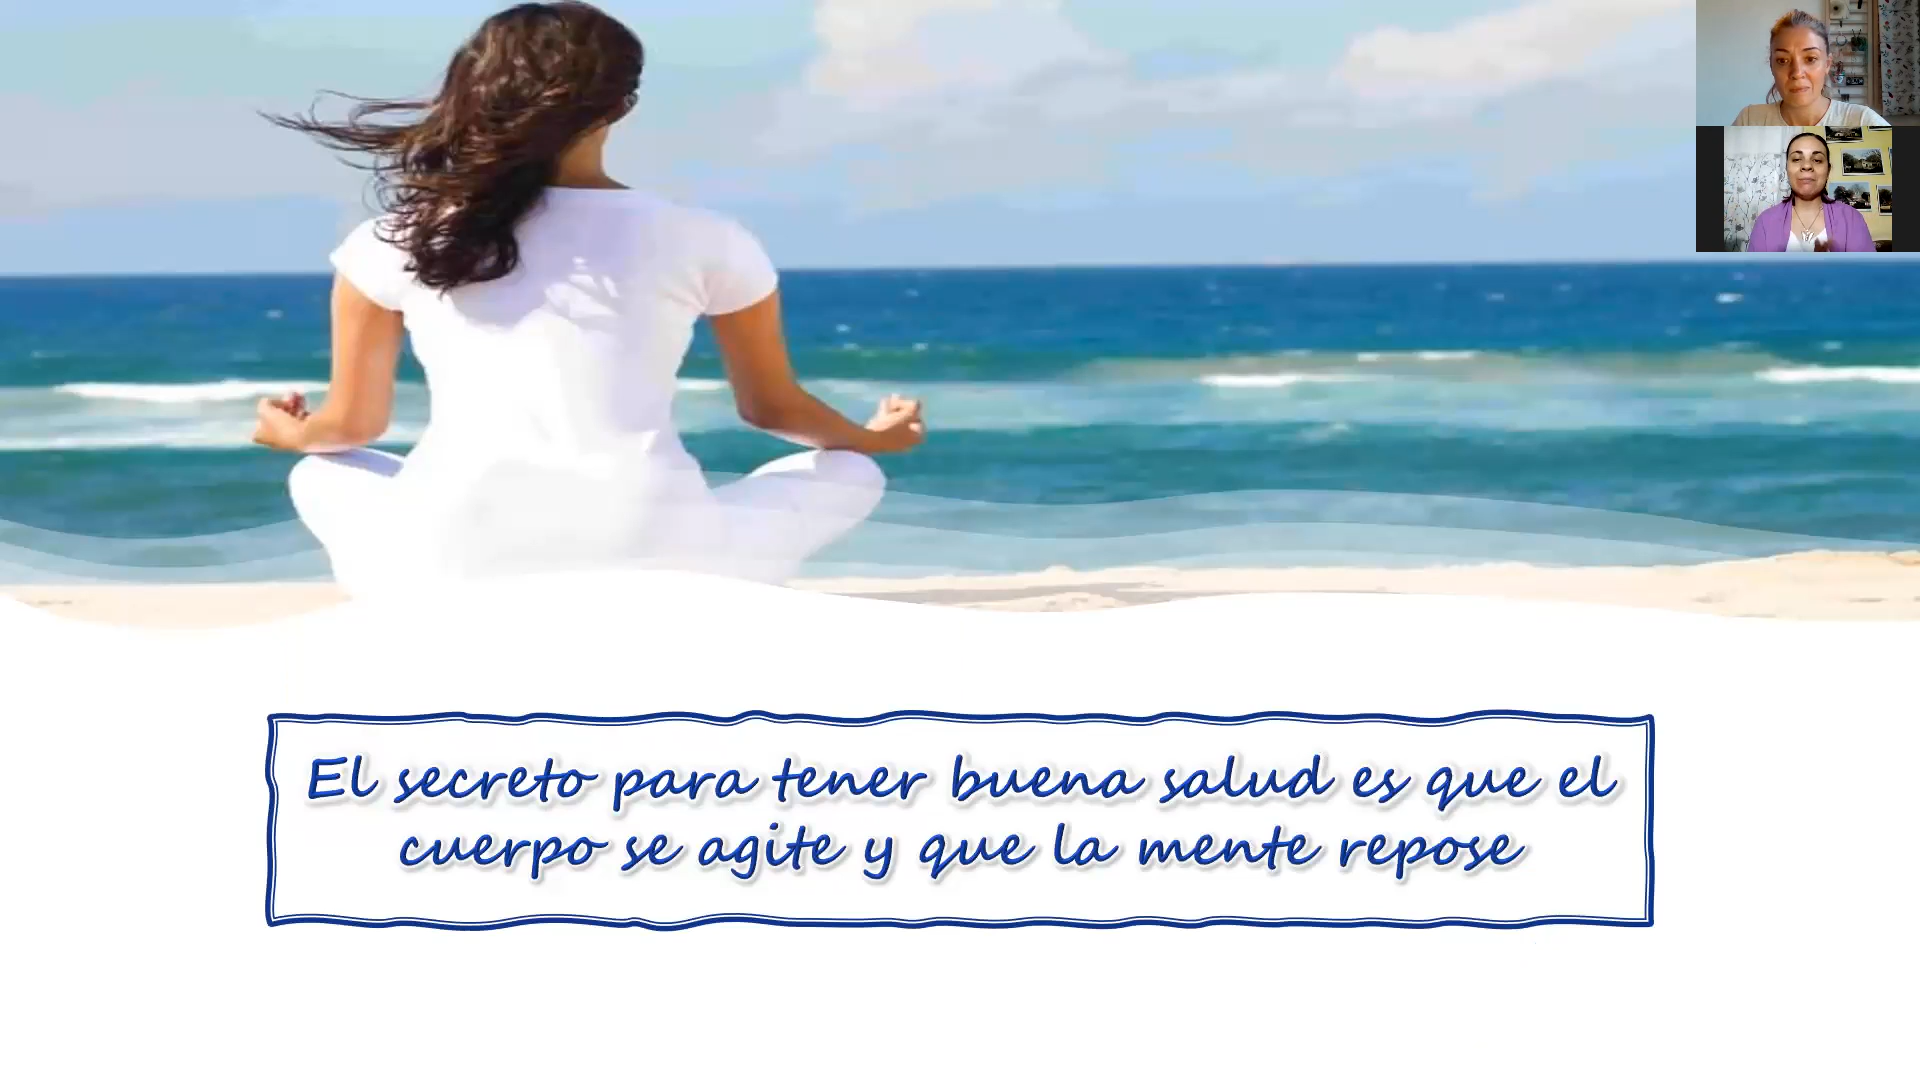 El secreto para tener buena salud es que el
cuerpo se agite y que la mente repose